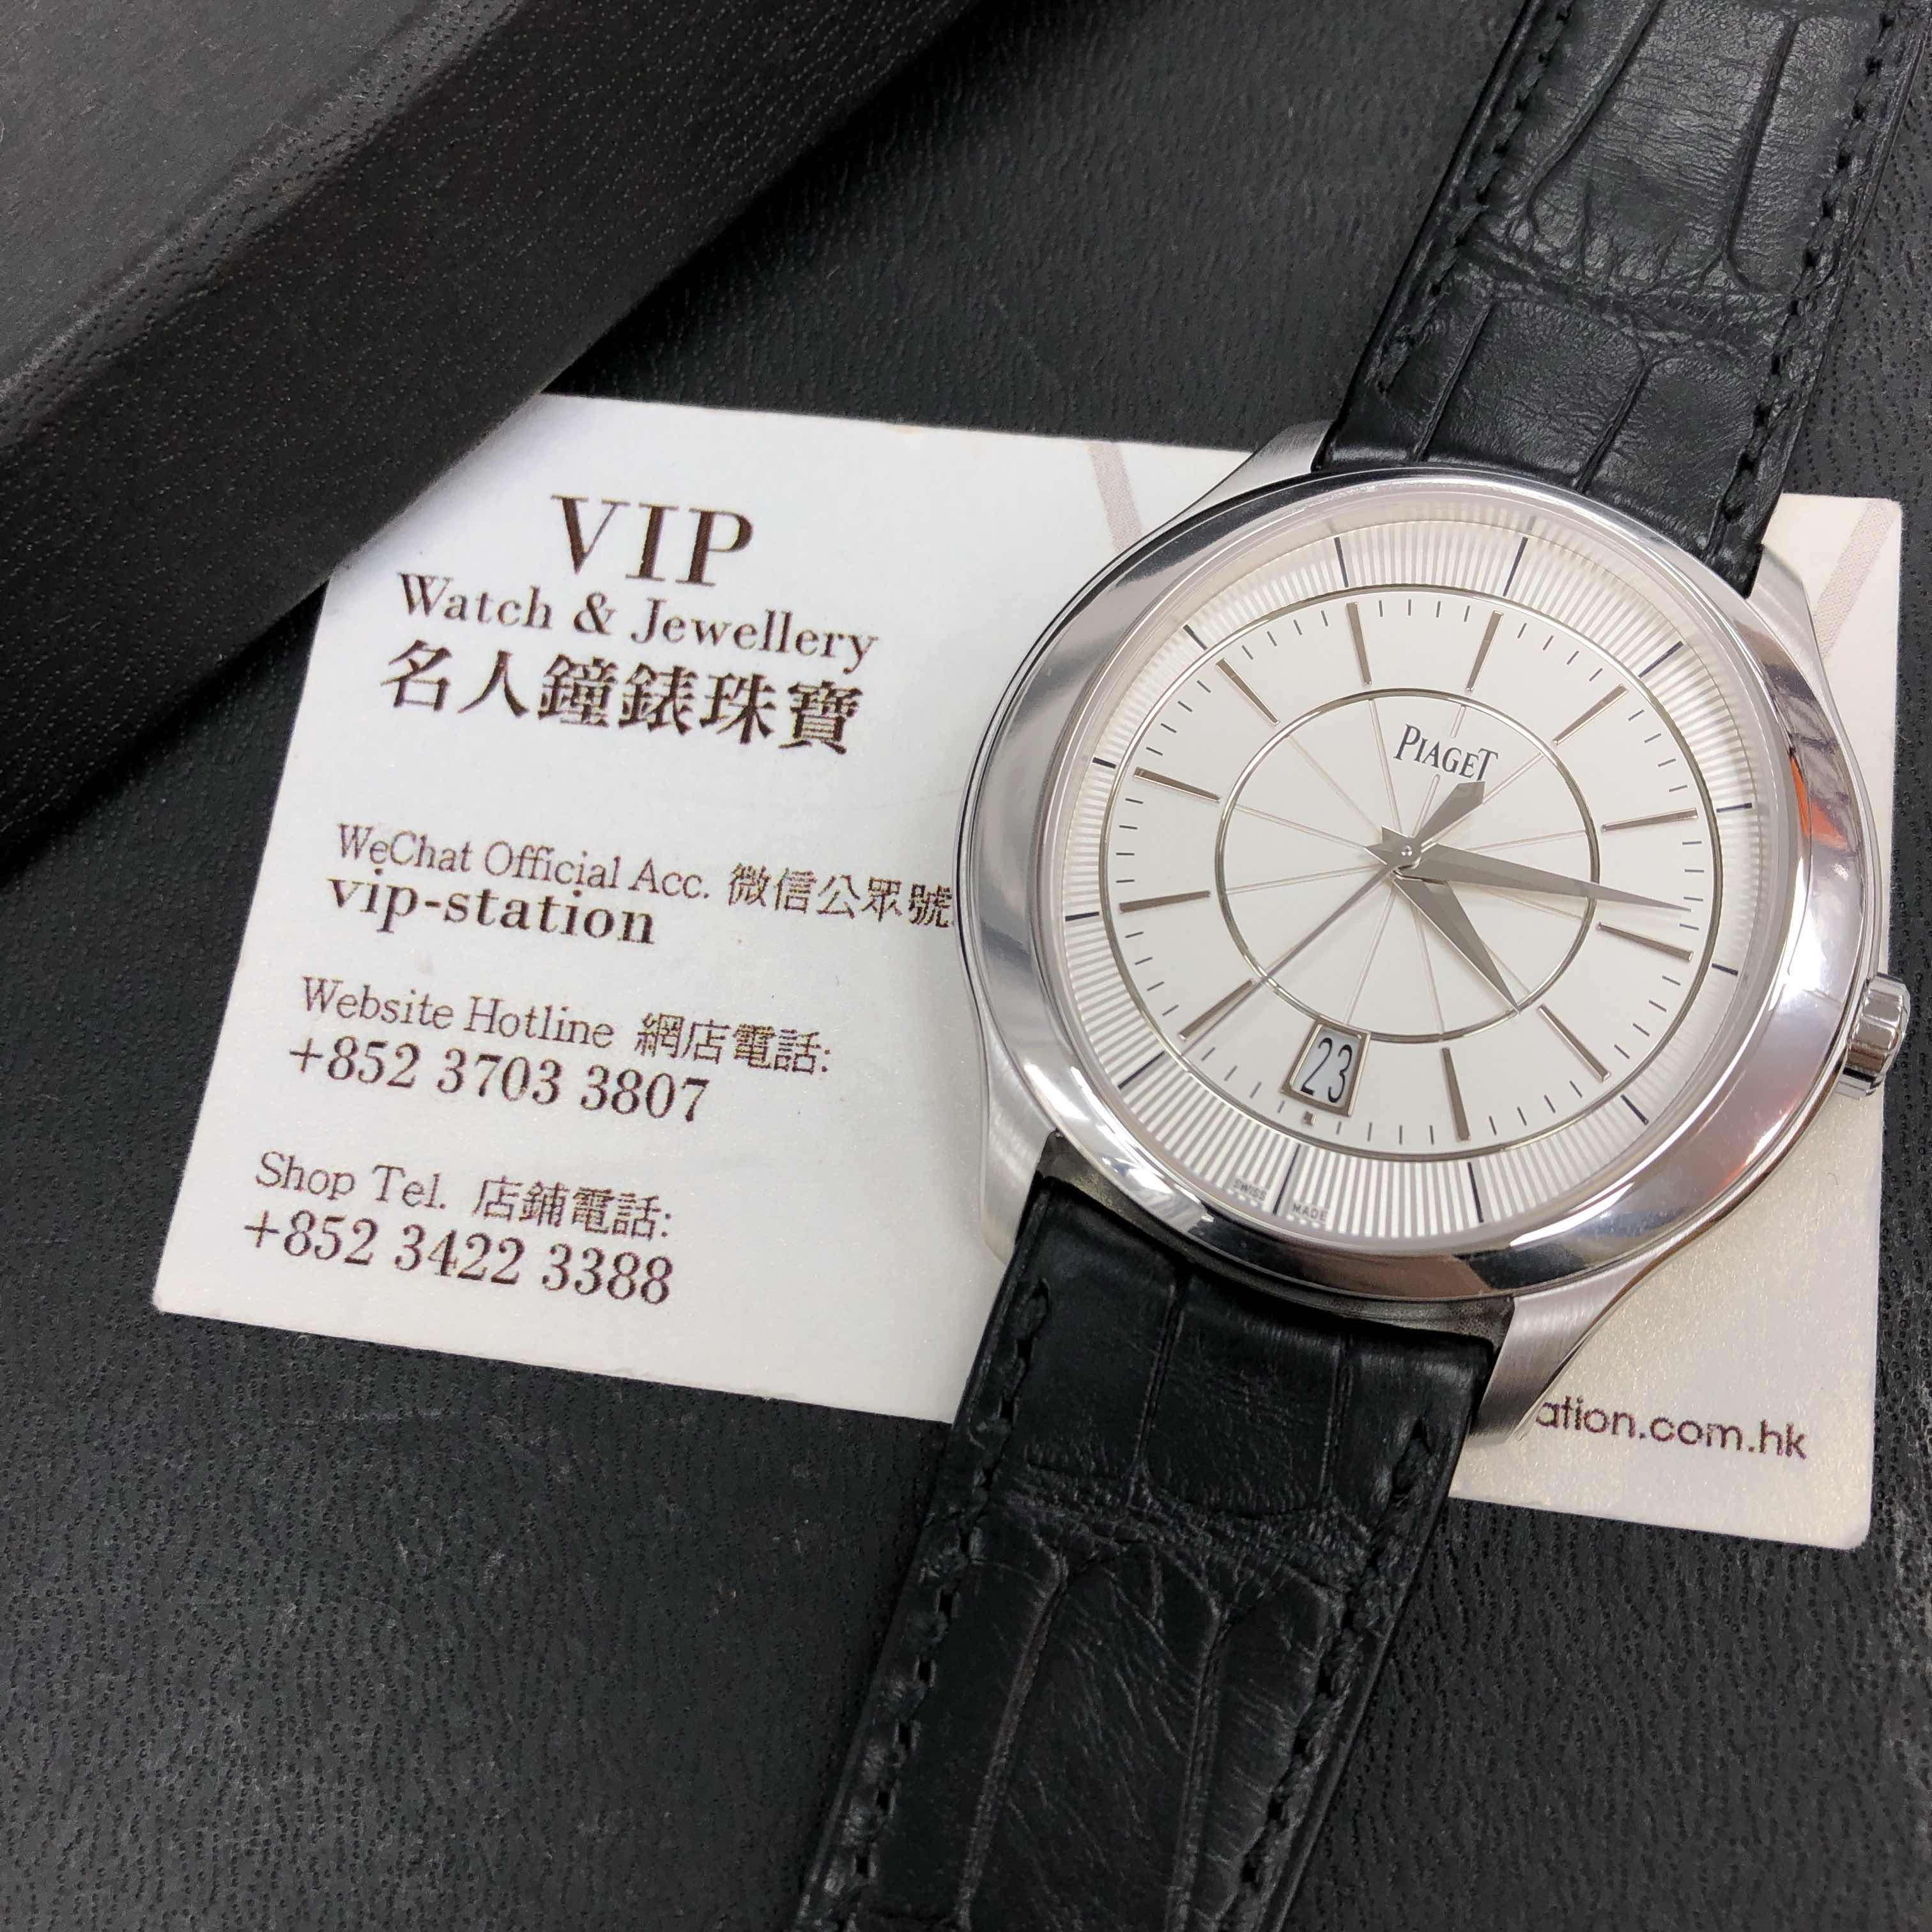 VIP
Watch & Jewellery
名人鐘錶珠寶
WeChat Official Acc. 微信公眾號
vip-station
Website Hotline 網店電話:
+852 3703 3807
Shop Tel. 店鋪電話:
+852 3422 3388
PIAGET
23
SWISS MADE
ation.com.hk